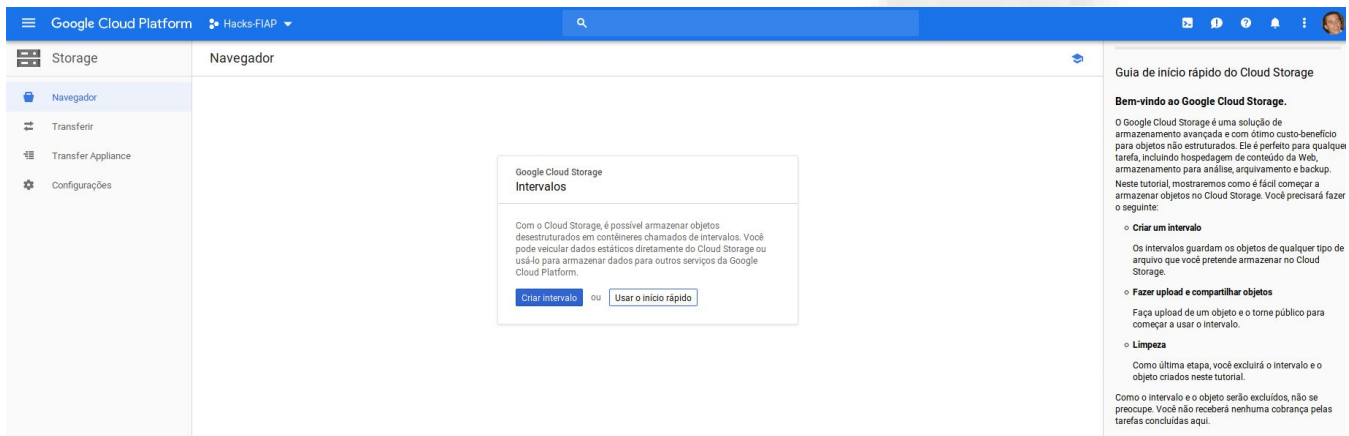 Google Cloud Platform
Hacks-FIAP
Storage
Navegador
Navegador
Transferir
Transfer Appliance
Configurações
Google Cloud Storage
Intervalos
Com o Cloud Storage, é possível armazenar objetos
desestruturados em contêineres chamados de intervalos. Você
pode veicular dados estáticos diretamente do Cloud Storage ou
usá-lo para armazenar dados para outros serviços da Google
Cloud Platform.
Criar intervalo ou Usar o início rápido
Guia de início rápido do Cloud Storage
Bem-vindo ao Google Cloud Storage.
O Google Cloud Storage é uma solução de
armazenamento avançada e com ótimo custo-benefício
para objetos não estruturados. Ele é perfeito para qualquer
tarefa, incluindo hospedagem de conteúdo da Web,
armazenamento para análise, arquivamento e backup.
Neste tutorial, mostraremos como é fácil começar a
armazenar objetos no Cloud Storage. Você precisará fazer
o seguinte:
Criar um intervalo
Os intervalos guardam os objetos de qualquer tipo de
arquivo que você pretende armazenar no Cloud
Storage.
Fazer upload e compartilhar objetos
Faça upload de um objeto e o torne público para
começar a usar o intervalo.
Limpeza
Como última etapa, você excluirá o intervalo e o
objeto criados neste tutorial.
Como o intervalo e o objeto serão excluídos, não se
preocupe. Você não receberá nenhuma cobrança pelas
tarefas concluídas aqui.